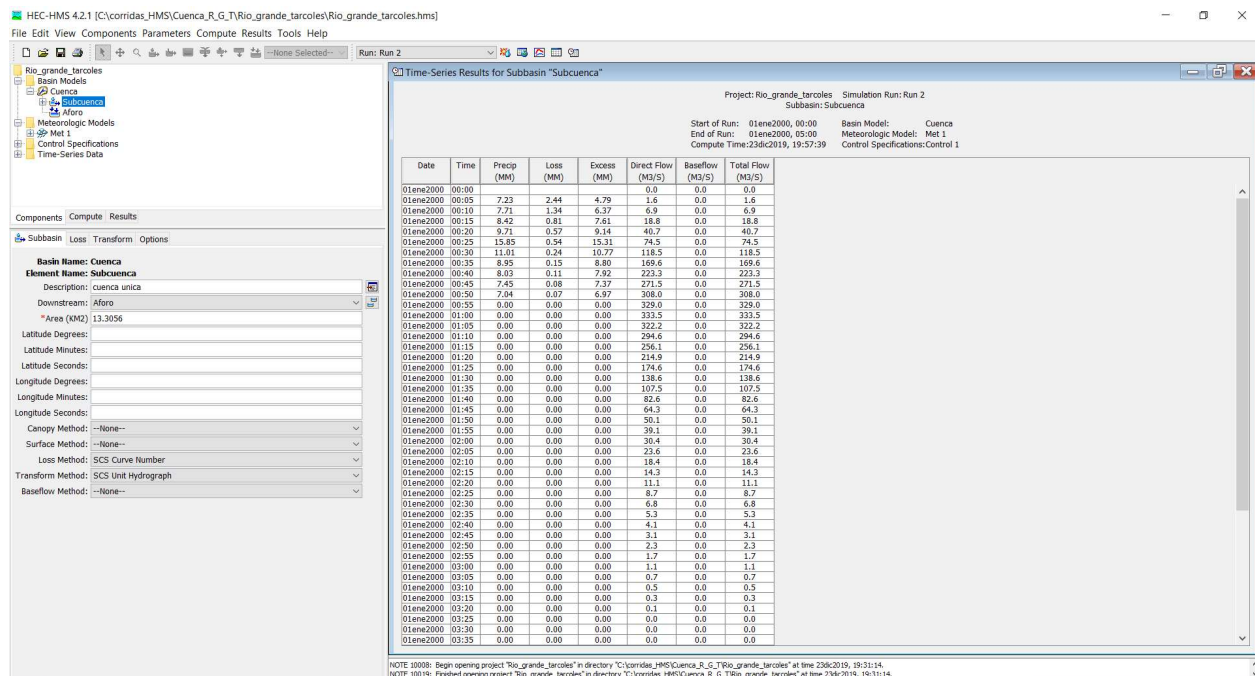 HEC-HMS 4.2.1 [C:\corridas_HMS\Cuenca_R_G_T\Rio_grande_tarcoles\Rio_grande_tarcoles.hms]
File Edit View Components Parameters Compute Results Tools Help
--None Selected-- Run: Run 2
Rio_grande_tarcoles
Basin Models
Cuenca
Subcuenca
Aforo
Meteorologic Models
Met 1
Control Specifications
Time-Series Data
Components Compute Results
Subbasin Loss Transform Options
Basin Name: Cuenca
Element Name: Subcuenca
Description: cuenca unica
Downstream: Aforo
*Area (KM2) 13.3056
Latitude Degrees:
Latitude Minutes:
Latitude Seconds:
Longitude Degrees:
Longitude Minutes:
Longitude Seconds:
Canopy Method: --None--
Surface Method: --None--
Loss Method: SCS Curve Number
Transform Method: SCS Unit Hydrograph
Baseflow Method: --None--
Time-Series Results for Subbasin "Subcuenca"
Project: Rio_grande_tarcoles Simulation Run: Run 2
Subbasin: Subcuenca
Start of Run: 01ene2000, 00:00 Basin Model: Cuenca
End of Run: 01ene2000, 05:00 Meteorologic Model: Met 1
Compute Time:23dic2019, 19:57:39 Control Specifications:Control 1
Date Time Precip Loss Excess Direct Flow Baseflow Total Flow
(MM) (MM) (MM) (M3/S) (M3/S) (M3/S)
01ene2000 00:00 0.0 0.0 0.0
01ene2000 00:05 7.23 2.44 4.79 1.6 0.0 1.6
01ene2000 00:10 7.71 1.34 6.37 6.9 0.0 6.9
01ene2000 00:15 8.42 0.81 7.61 18.8 0.0 18.8
01ene2000 00:20 9.71 0.57 9.14 40.7 0.0 40.7
01ene2000 00:25 15.85 0.54 15.31 74.5 0.0 74.5
01ene2000 00:30 11.01 0.24 10.77 118.5 0.0 118.5
01ene2000 00:35 8.95 0.15 8.80 169.6 0.0 169.6
01ene2000 00:40 8.03 0.11 7.92 223.3 0.0 223.3
01ene2000 00:45 7.45 0.08 7.37 271.5 0.0 271.5
01ene2000 00:50 7.04 0.07 6.97 308.0 0.0 308.0
01ene2000 00:55 0.00 0.00 0.00 329.0 0.0 329.0
01ene2000 01:00 0.00 0.00 0.00 333.5 0.0 333.5
01ene2000 01:05 0.00 0.00 0.00 322.2 0.0 322.2
01ene2000 01:10 0.00 0.00 0.00 294.6 0.0 294.6
01ene2000 01:15 0.00 0.00 0.00 256.1 0.0 256.1
01ene2000 01:20 0.00 0.00 0.00 214.9 0.0 214.9
01ene2000 01:25 0.00 0.00 0.00 174.6 0.0 174.6
01ene2000 01:30 0.00 0.00 0.00 138.6 0.0 138.6
01ene2000 01:35 0.00 0.00 0.00 107.5 0.0 107.5
01ene2000 01:40 0.00 0.00 0.00 82.6 0.0 82.6
01ene2000 01:45 0.00 0.00 0.00 64.3 0.0 64.3
01ene2000 01:50 0.00 0.00 0.00 50.1 0.0 50.1
01ene2000 01:55 0.00 0.00 0.00 39.1 0.0 39.1
01ene2000 02:00 0.00 0.00 0.00 30.4 0.0 30.4
01ene2000 02:05 0.00 0.00 0.00 23.6 0.0 23.6
01ene2000 02:10 0.00 0.00 0.00 18.4 0.0 18.4
01ene2000 02:15 0.00 0.00 0.00 14.3 0.0 14.3
01ene2000 02:20 0.00 0.00 0.00 11.1 0.0 11.1
01ene2000 02:25 0.00 0.00 0.00 8.7 0.0 8.7
01ene2000 02:30 0.00 0.00 0.00 6.8 0.0 6.8
01ene2000 02:35 0.00 0.00 0.00 5.3 0.0 5.3
01ene2000 02:40 0.00 0.00 0.00 4.1 0.0 4.1
01ene2000 02:45 0.00 0.00 0.00 3.1 0.0 3.1
01ene2000 02:50 0.00 0.00 0.00 2.3 0.0 2.3
01ene2000 02:55 0.00 0.00 0.00 1.7 0.0 1.7
01ene2000 03:00 0.00 0.00 0.00 1.1 0.0 1.1
01ene2000 03:05 0.00 0.00 0.00 0.7 0.0 0.7
01ene2000 03:10 0.00 0.00 0.00 0.5 0.0 0.5
01ene2000 03:15 0.00 0.00 0.00 0.3 0.0 0.3
01ene2000 03:20 0.00 0.00 0.00 0.1 0.0 0.1
01ene2000 03:25 0.00 0.00 0.00 0.0 0.0 0.0
01ene2000 03:30 0.00 0.00 0.00 0.0 0.0 0.0
01ene2000 03:35 0.00 0.00 0.00 0.0 0.0 0.0
NOTE 10008: Begin opening project "Rio_grande_tarcoles" in directory "C:\corridas_HMS\Cuenca_R_G_T\Rio_grande_tarcoles" at time 23dic2019, 19:31:14.
NOTE 10019: Finished opening project "Rio_grande_tarcoles" in directory "C:\corridas_HMS\Cuenca_R_G_T\Rio_grande_tarcoles" at time 23dic2019, 19:31:14.